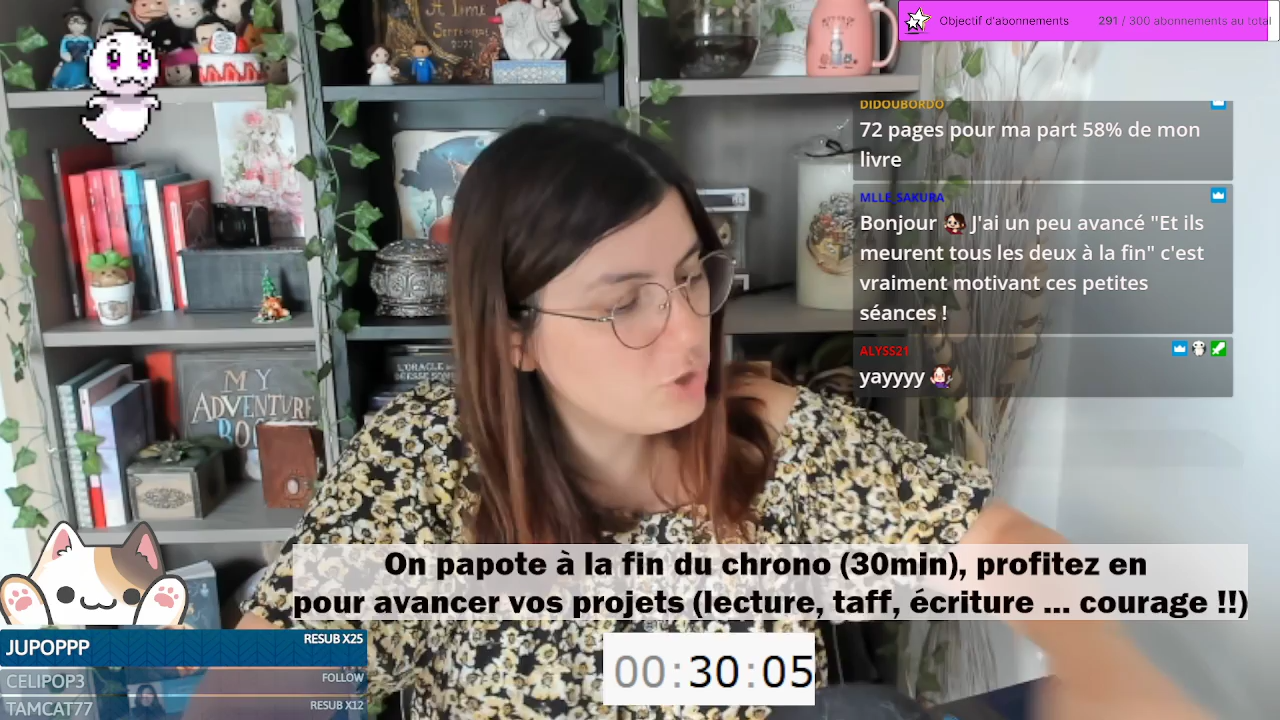 Objectif d'abonnements
291 / 300 abonnements au total
DIDOUBORDO
72 pages pour ma part 58% de mon
livre
MLLE_SAKURA
Bonjour J'ai un peu avancé "Et ils
meurent tous les deux à la fin" c'est
vraiment motivant ces petites
séances !
ALYSS21
yayyyy
A Time
L'ORACLE
MY
ADVENTURE
On papote à la fin du chrono (30min), profitez en
pour avancer vos projets (lecture, taff, écriture ... courage !!)
00:30:05
JUPOPPP
RESUB X25
CELIPOP3
FOLLOW
TAMCAT77
RESUB X12